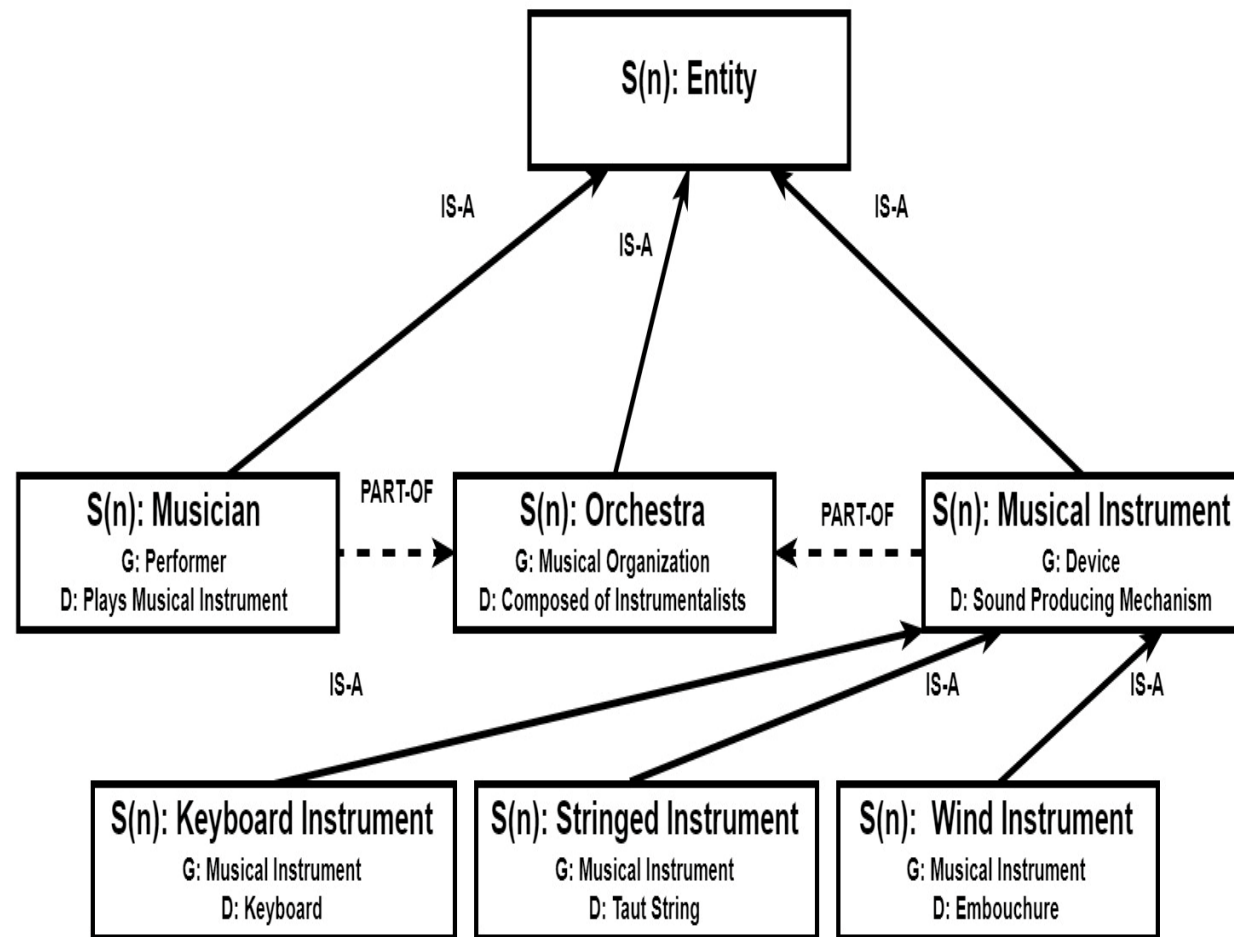 S(n): Entity
IS-A
IS-A
IS-A
S(n): Musician
G: Performer
D: Plays Musical Instrument
PART-OF
S(n): Orchestra
G: Musical Organization
D: Composed of Instrumentalists
PART-OF
S(n): Musical Instrument
G: Device
D: Sound Producing Mechanism
IS-A
IS-A
IS-A
S(n): Keyboard Instrument
G: Musical Instrument
D: Keyboard
S(n): Stringed Instrument
G: Musical Instrument
D: Taut String
S(n): Wind Instrument
G: Musical Instrument
D: Embouchure